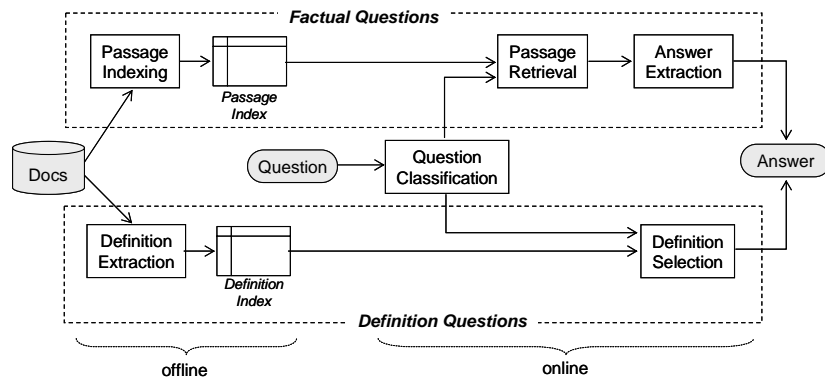 Factual Questions
Passage
Indexing
Passage
Index
Passage
Retrieval
Answer
Extraction
Docs
Question
Question
Classification
Answer
Definition
Extraction
Definition
Index
Definition
Selection
Definition Questions
offline
online